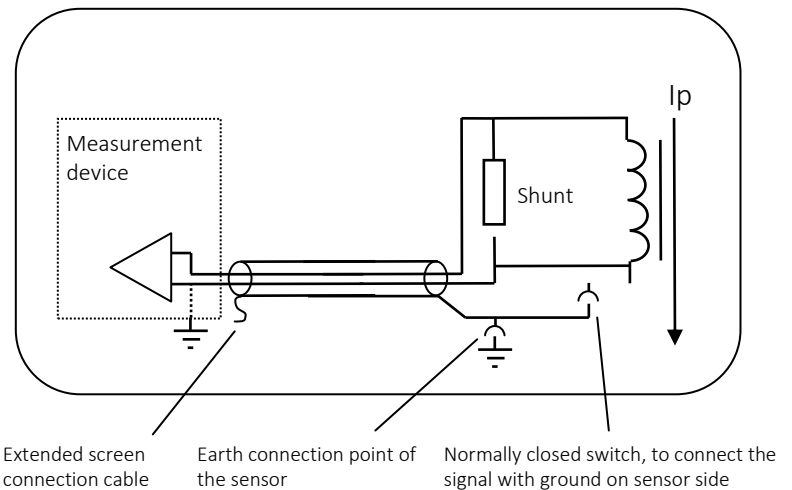 Ip
Measurement
device
Shunt
Extended screen
connection cable
Earth connection point of
the sensor
Normally closed switch, to connect the
signal with ground on sensor side